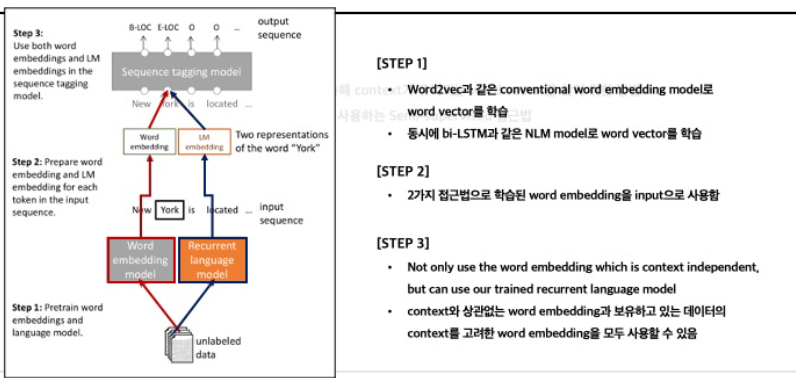 B-LOC E-LOC O O ...
output
sequence
Step 3:
Use both word
embeddings and LM
embeddings in the
sequence tagging
model.
Sequence tagging model
New York is located ...
Word
embedding
LM
embedding
Two representations
of the word “York”
Step 2: Prepare word
embedding and LM
embedding for each
token in the input
sequence.
New York is located ...
input
sequence
Word
embedding
model
Recurrent
language
model
Step 1: Pretrain word
embeddings and
language model.
unlabeled
data
[STEP 1]
• Word2vec과 같은 conventional word embedding model로
word vector를 학습
• 동시에 bi-LSTM과 같은 NLM model로 word vector를 학습
[STEP 2]
• 2가지 접근법으로 학습된 word embedding을 input으로 사용함
[STEP 3]
• Not only use the word embedding which is context independent,
but can use our trained recurrent language model
• context와 상관없는 word embedding과 보유하고 있는 데이터의
context를 고려한 word embedding을 모두 사용할 수 있음